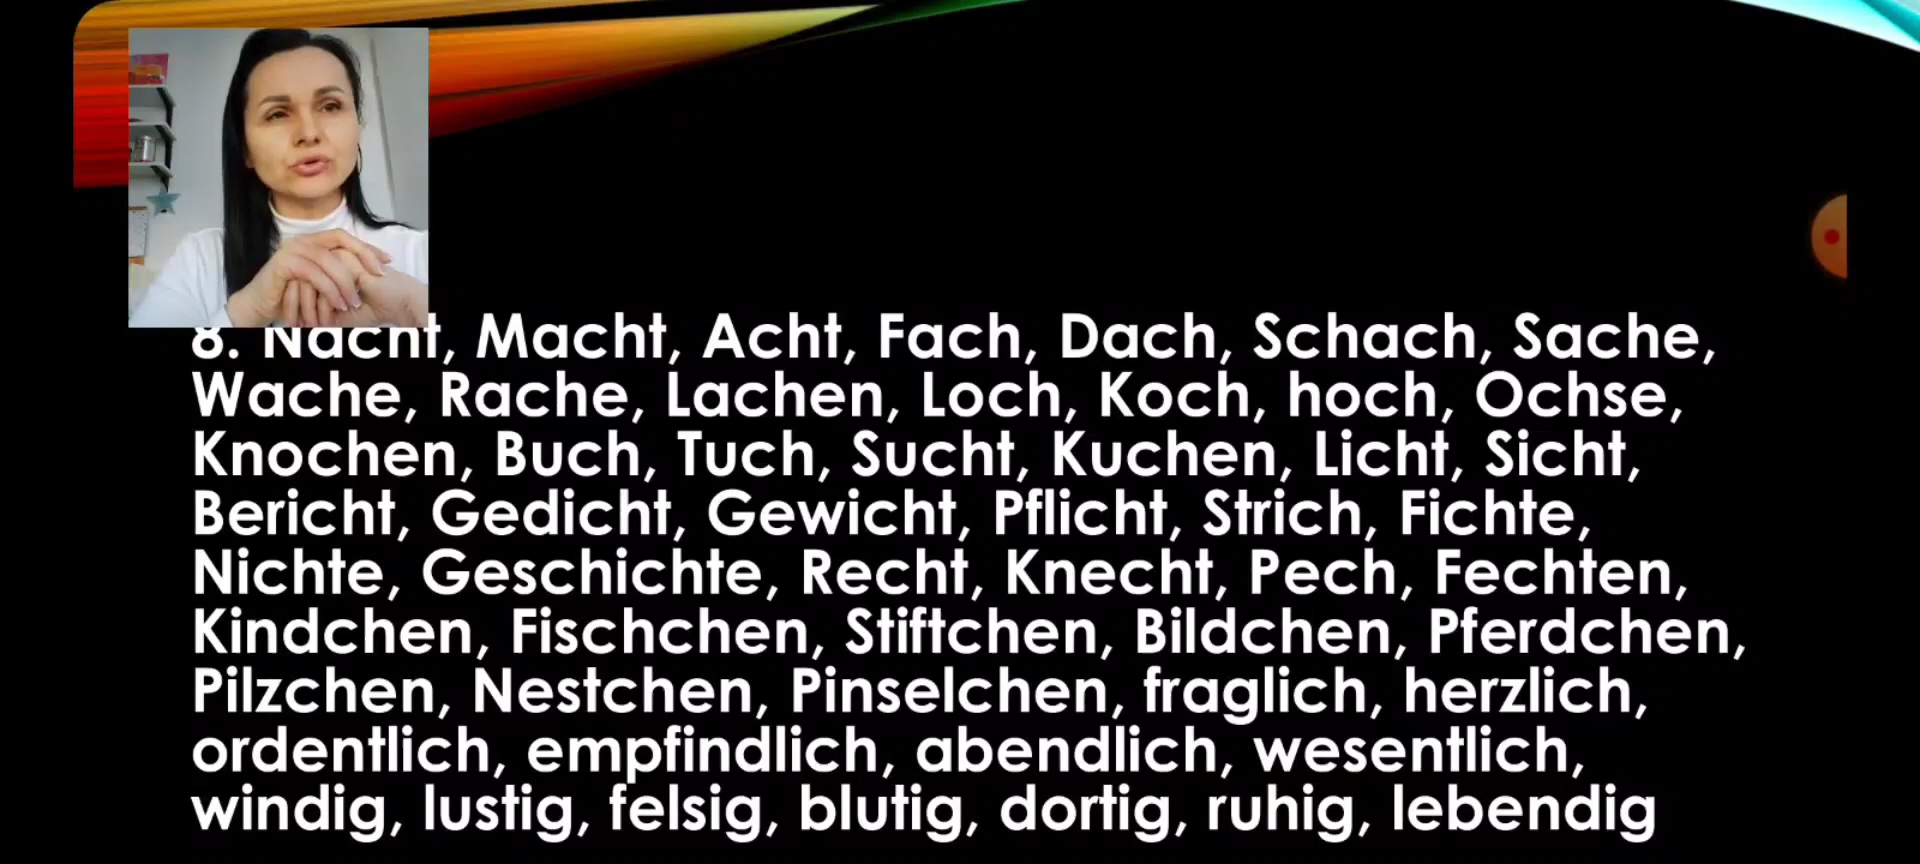 8. Nacht, Macht, Acht, Fach, Dach, Schach, Sache,
Wache, Rache, Lachen, Loch, Koch, hoch, Ochse,
Knochen, Buch, Tuch, Sucht, Kuchen, Licht, Sicht,
Bericht, Gedicht, Gewicht, Pflicht, Strich, Fichte,
Nichte, Geschichte, Recht, Knecht, Pech, Fechten,
Kindchen, Fischchen, Stiftchen, Bildchen, Pferdchen,
Pilzchen, Nestchen, Pinselchen, fraglich, herzlich,
ordentlich, empfindlich, abendlich, wesentlich,
windig, lustig, felsig, blutig, dortig, ruhig, lebendig